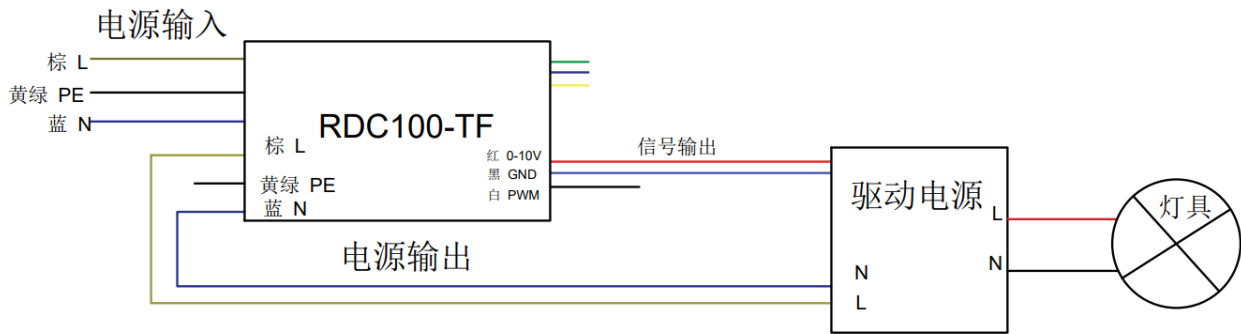 电源输入
棕 L
黄绿 PE
蓝 N
RDC100-TF
棕 L
黄绿 PE
蓝 N
红 0-10V
黑 GND
白 PWM
信号输出
电源输出
驱动电源
L
N
N
L
灯具